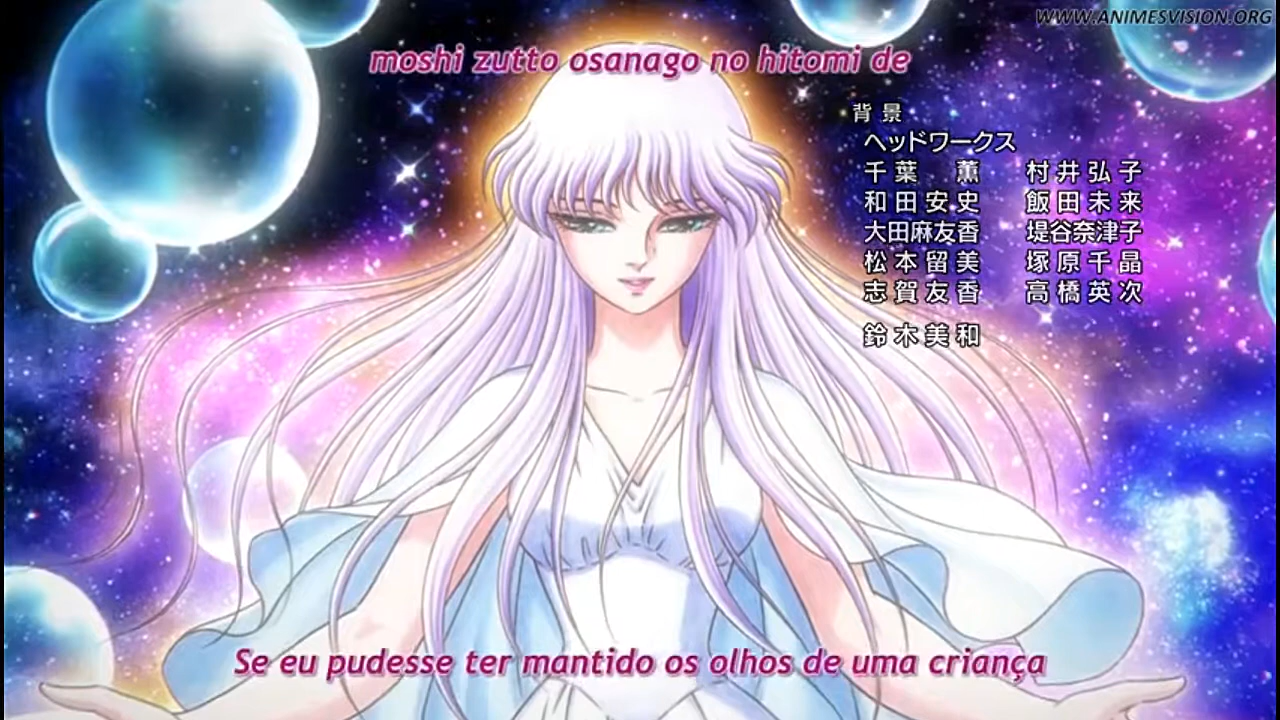 WWW.ANIMESVISION.ORG
moshi zutto osanago no hitomi de
背景
ヘッドワークス
千葉　薫　村井弘子
和田安史　飯田未来
大田麻友香　堤谷奈津子
松本留美　塚原千晶
志賀友香　高橋英次
鈴木美和
Se eu pudesse ter mantido os olhos de uma criança